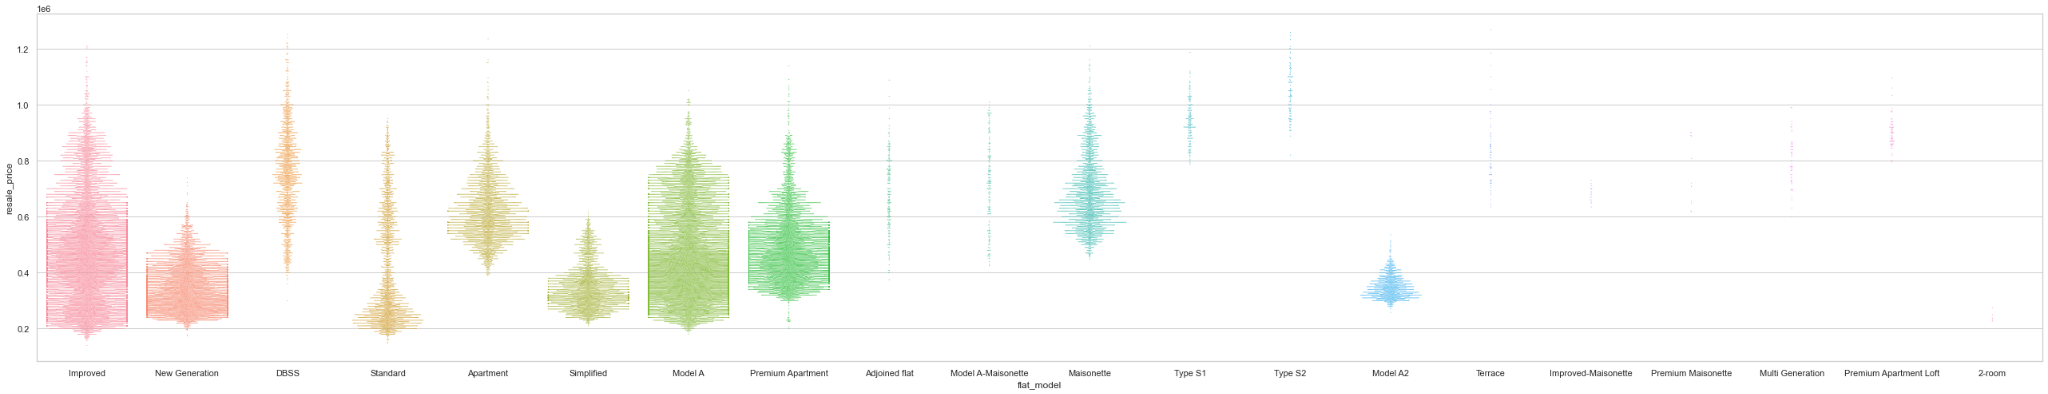 1e6
1.2
1.0
0.8
0.6
0.4
0.2
resale_price
Improved New Generation DBSS Standard Apartment Simplified Model A Premium Apartment Adjoined flat Model A-Maisonette Maisonette Type S1 Type S2 Model A2 Terrace Improved-Maisonette Premium Maisonette Multi Generation Premium Apartment Loft 2-room
flat_model